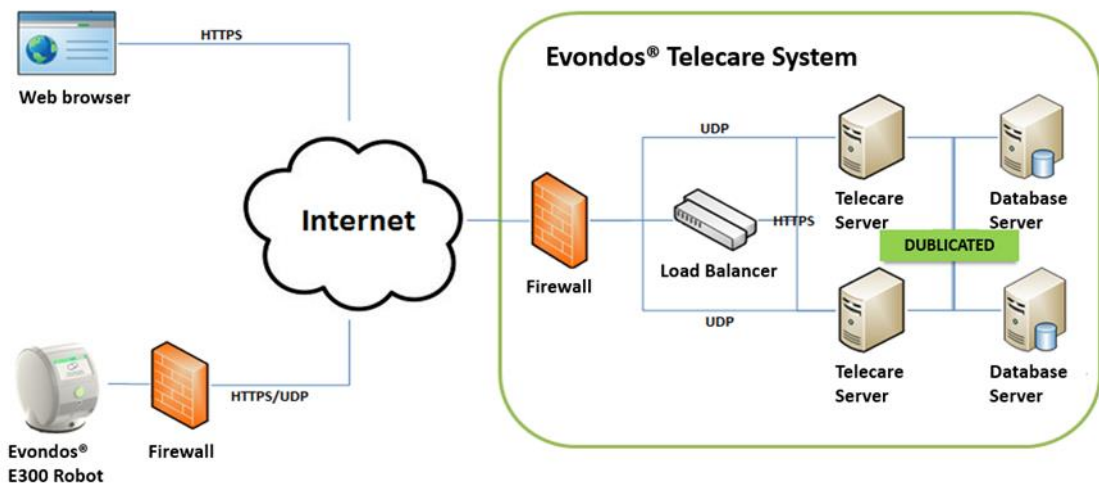 HTTPS
Web browser
Evondos® Telecare System
UDP
Internet
Telecare
Server
Database
Server
HTTPS
DUBLICATED
Load Balancer
Firewall
UDP
HTTPS/UDP
Telecare
Server
Database
Server
Evondos®
E300 Robot
Firewall